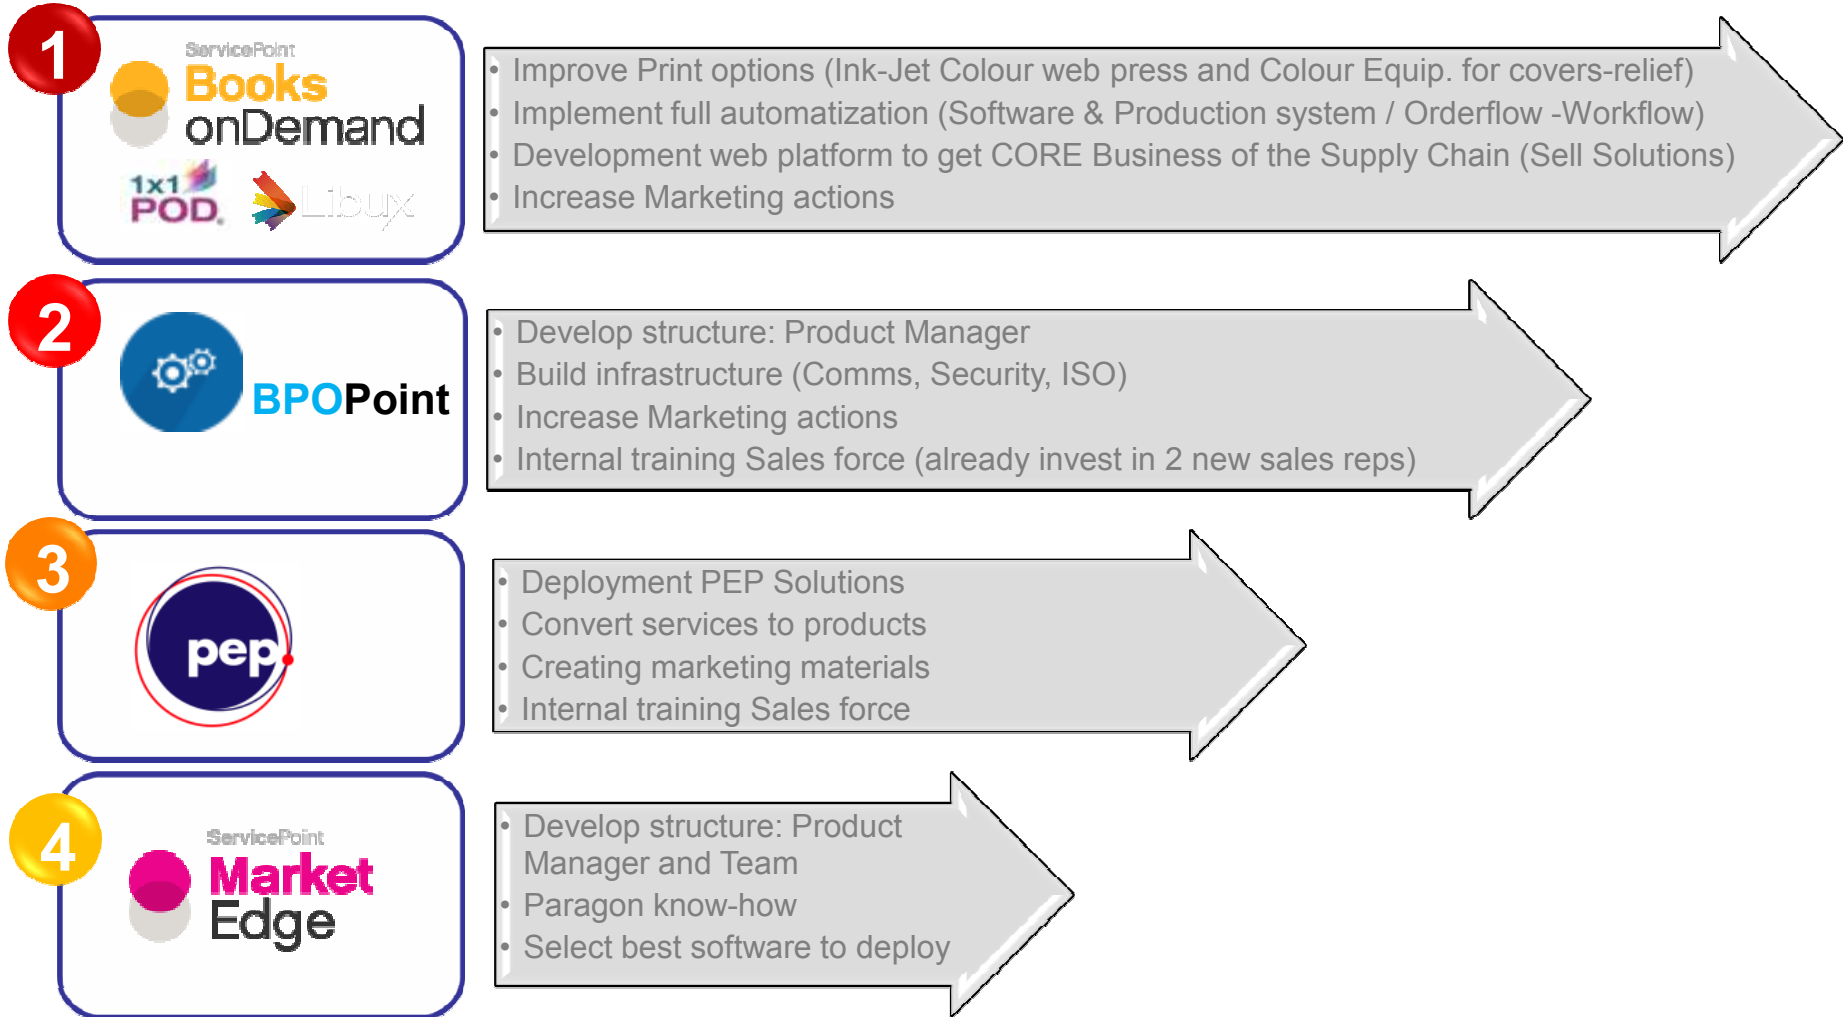 1
ServicePoint
Books
onDemand
1x1
POD®
Libux
• Improve Print options (Ink-Jet Colour web press and Colour Equip. for covers-relief)
• Implement full automatization (Software & Production system / Orderflow -Workflow)
• Development web platform to get CORE Business of the Supply Chain (Sell Solutions)
• Increase Marketing actions
2
BPOPoint
• Develop structure: Product Manager
• Build infrastructure (Comms, Security, ISO)
• Increase Marketing actions
• Internal training Sales force (already invest in 2 new sales reps)
3
pep
• Deployment PEP Solutions
• Convert services to products
• Creating marketing materials
• Internal training Sales force
4
ServicePoint
Market
Edge
• Develop structure: Product
Manager and Team
• Paragon know-how
• Select best software to deploy